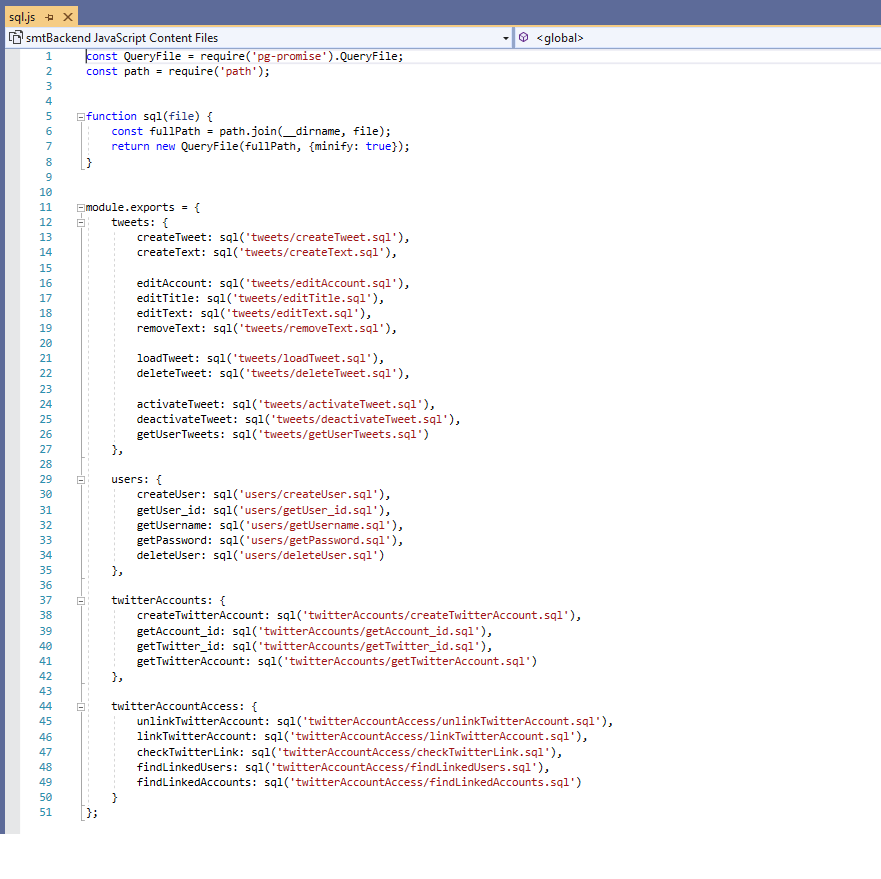 sql.js
smtBackend JavaScript Content Files <global>
1 const QueryFile = require('pg-promise').QueryFile;
2 const path = require('path');
3
4
5 function sql(file) {
6 const fullPath = path.join(__dirname, file);
7 return new QueryFile(fullPath, {minify: true});
8 }
9
10
11 module.exports = {
12 tweets: {
13 createTweet: sql('tweets/createTweet.sql'),
14 createText: sql('tweets/createText.sql'),
15
16 editAccount: sql('tweets/editAccount.sql'),
17 editTitle: sql('tweets/editTitle.sql'),
18 editText: sql('tweets/editText.sql'),
19 removeText: sql('tweets/removeText.sql'),
20
21 loadTweet: sql('tweets/loadTweet.sql'),
22 deleteTweet: sql('tweets/deleteTweet.sql'),
23
24 activateTweet: sql('tweets/activateTweet.sql'),
25 deactivateTweet: sql('tweets/deactivateTweet.sql'),
26 getUserTweets: sql('tweets/getUserTweets.sql')
27 },
28
29 users: {
30 createUser: sql('users/createUser.sql'),
31 getUser_id: sql('users/getUser_id.sql'),
32 getUsername: sql('users/getUsername.sql'),
33 getPassword: sql('users/getPassword.sql'),
34 deleteUser: sql('users/deleteUser.sql')
35 },
36
37 twitterAccounts: {
38 createTwitterAccount: sql('twitterAccounts/createTwitterAccount.sql'),
39 getAccount_id: sql('twitterAccounts/getAccount_id.sql'),
40 getTwitter_id: sql('twitterAccounts/getTwitter_id.sql'),
41 getTwitterAccount: sql('twitterAccounts/getTwitterAccount.sql')
42 },
43
44 twitterAccountAccess: {
45 unlinkTwitterAccount: sql('twitterAccountAccess/unlinkTwitterAccount.sql'),
46 linkTwitterAccount: sql('twitterAccountAccess/linkTwitterAccount.sql'),
47 checkTwitterLink: sql('twitterAccountAccess/checkTwitterLink.sql'),
48 findLinkedUsers: sql('twitterAccountAccess/findLinkedUsers.sql'),
49 findLinkedAccounts: sql('twitterAccountAccess/findLinkedAccounts.sql')
50 }
51 };